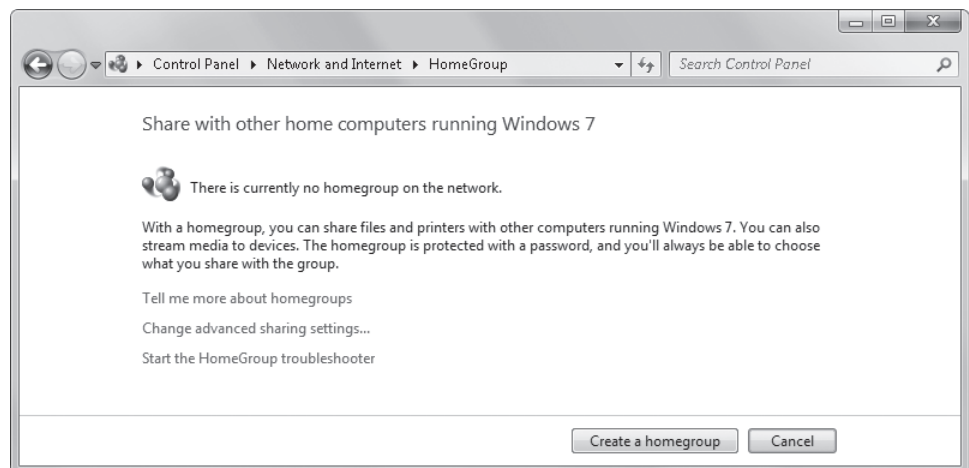 Control Panel ▸ Network and Internet ▸ HomeGroup
Search Control Panel
Share with other home computers running Windows 7
There is currently no homegroup on the network.
With a homegroup, you can share files and printers with other computers running Windows 7. You can also
stream media to devices. The homegroup is protected with a password, and you'll always be able to choose
what you share with the group.
Tell me more about homegroups
Change advanced sharing settings...
Start the HomeGroup troubleshooter
Create a homegroup
Cancel